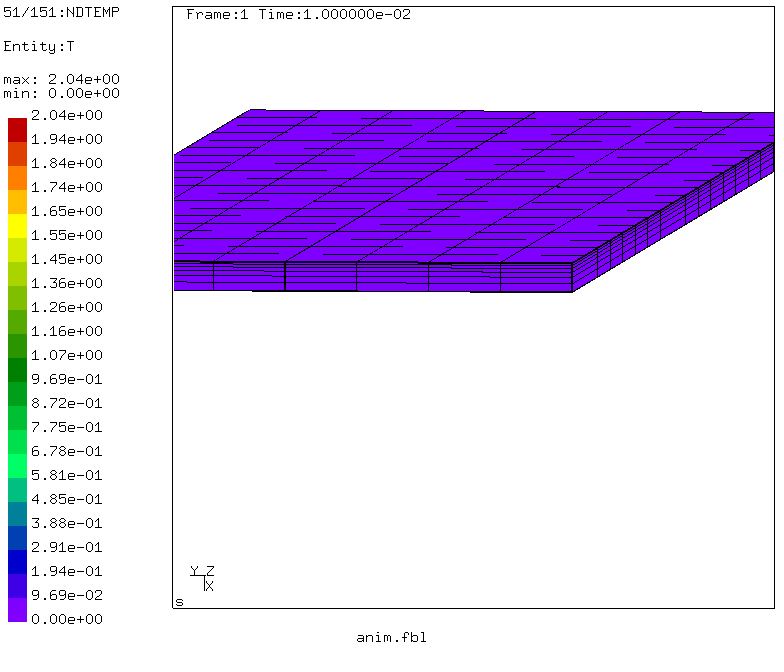 51/151:NDTEMP
Frame:1 Time:1.000000e-02
Entity:T
max: 2.04e+00
min: 0.00e+00
2.04e+00
1.94e+00
1.84e+00
1.74e+00
1.65e+00
1.55e+00
1.45e+00
1.36e+00
1.26e+00
1.16e+00
1.07e+00
9.69e-01
8.72e-01
7.75e-01
6.78e-01
5.81e-01
4.85e-01
3.88e-01
2.91e-01
1.94e-01
9.69e-02
0.00e+00
Y Z
X
s
anim.fbl